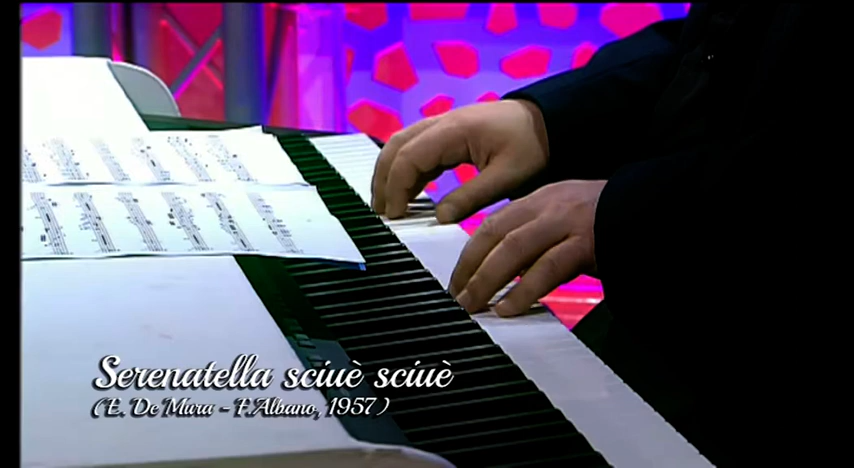 Serenatella sciuè sciuè
(E. De Mura - F. Albano, 1957)